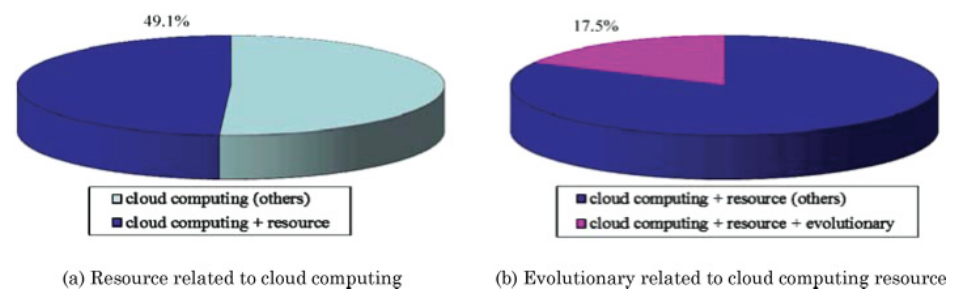 49.1%
cloud computing (others)
cloud computing + resource
(a) Resource related to cloud computing
17.5%
cloud computing + resource (others)
cloud computing + resource + evolutionary
(b) Evolutionary related to cloud computing resource